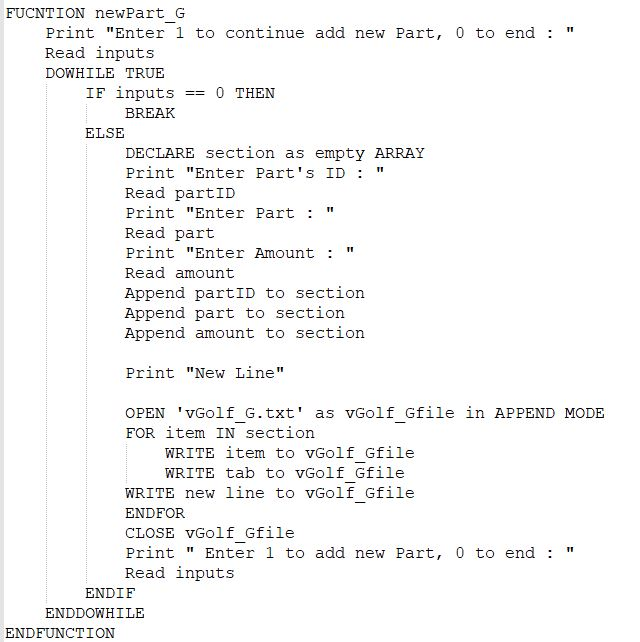 FUCNTION newPart_G
Print "Enter 1 to continue add new Part, 0 to end : "
Read inputs
DOWHILE TRUE
IF inputs == 0 THEN
BREAK
ELSE
DECLARE section as empty ARRAY
Print "Enter Part's ID : "
Read partID
Print "Enter Part : "
Read part
Print "Enter Amount : "
Read amount
Append partID to section
Append part to section
Append amount to section
Print "New Line"
OPEN 'vGolf_G.txt' as vGolf_Gfile in APPEND MODE
FOR item IN section
WRITE item to vGolf_Gfile
WRITE tab to vGolf_Gfile
WRITE new line to vGolf_Gfile
ENDFOR
CLOSE vGolf_Gfile
Print " Enter 1 to add new Part, 0 to end : "
Read inputs
ENDIF
ENDDOWHILE
ENDFUNCTION